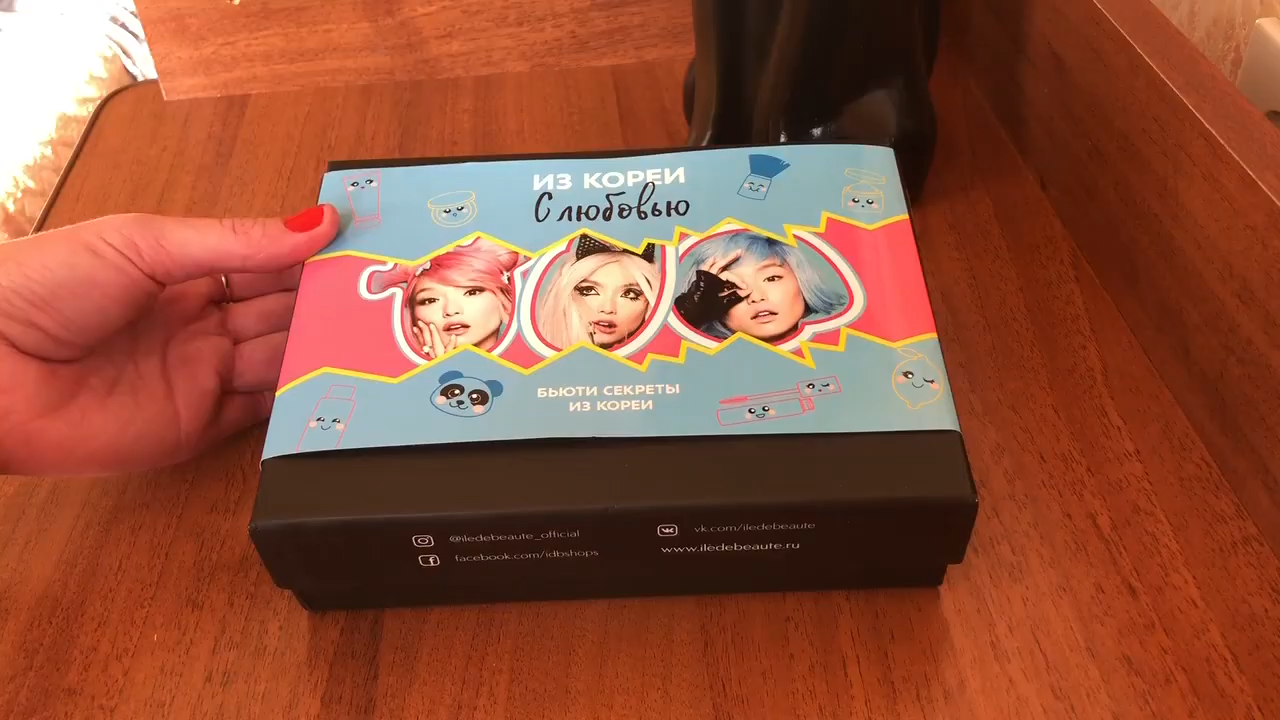 ИЗ КОРЕИ
С любовью
БЬЮТИ СЕКРЕТЫ
ИЗ КОРЕИ
@iledebeaute_official
vk.com/iledebeaute
facebook.com/idbshops
www.iledebeaute.ru